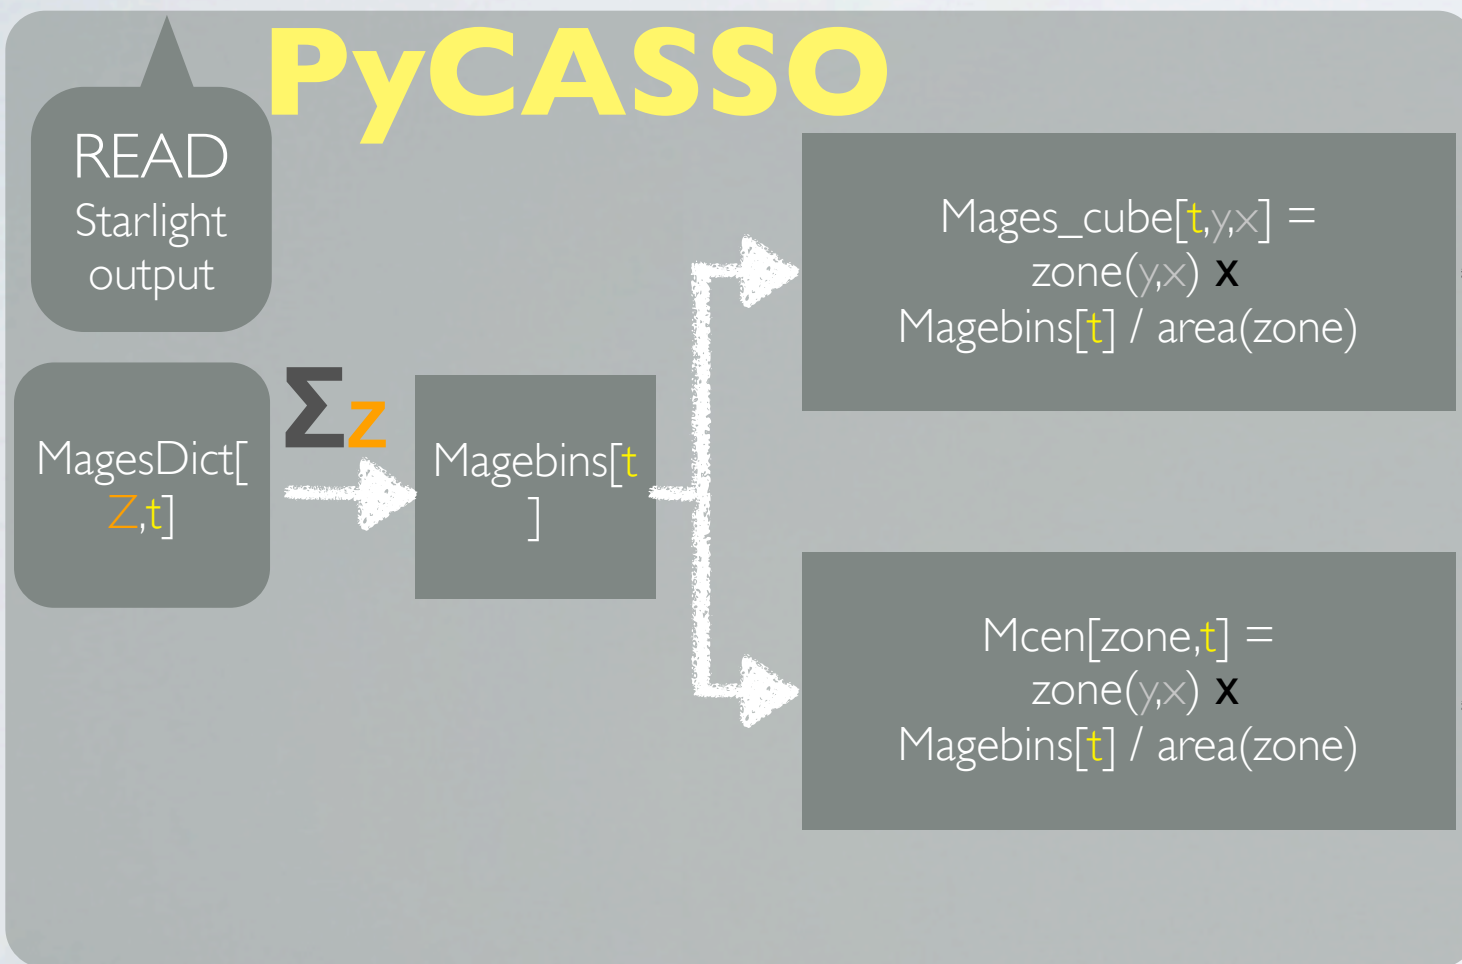 PyCASSO
READ
Starlight
output
MagesDict[
Z,t]
Σz
Magebins[t
]
Mages_cube[t,y,x] =
zone(y,x) x
Magebins[t] / area(zone)
Mcen[zone,t] =
zone(y,x) x
Magebins[t] / area(zone)